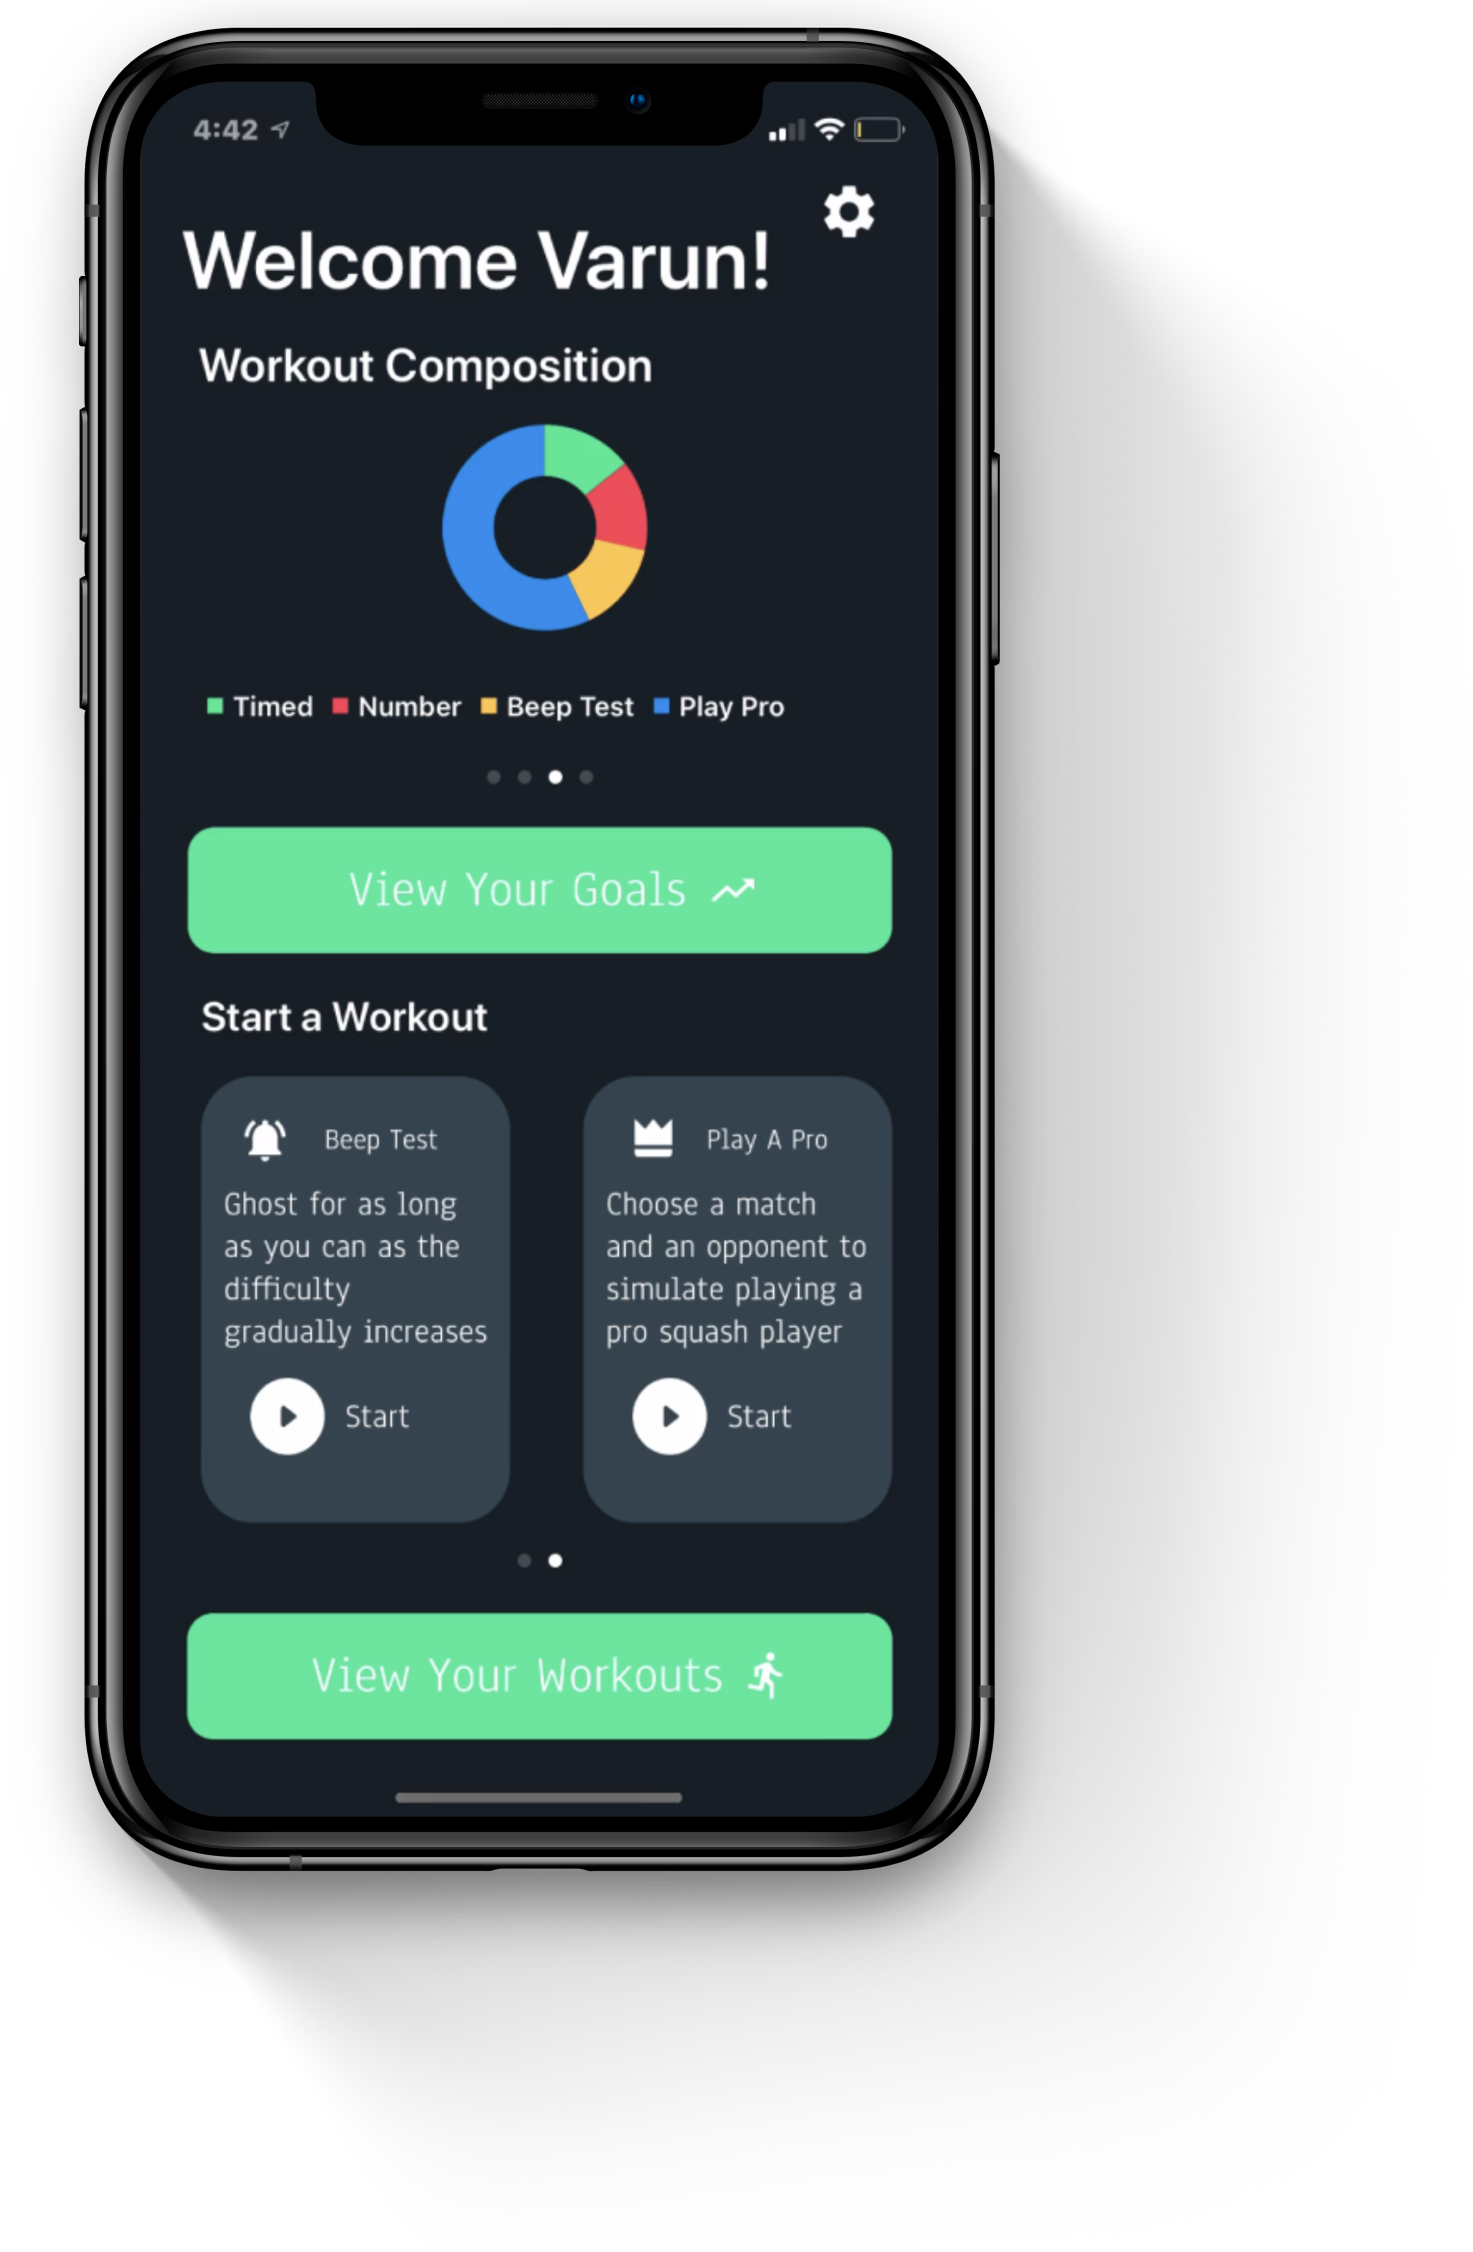 4:42
Welcome Varun!
Workout Composition
Timed Number Beep Test Play Pro
View Your Goals
Start a Workout
Beep Test
Ghost for as long
as you can as the
difficulty
gradually increases
Start
Play A Pro
Choose a match
and an opponent to
simulate playing a
pro squash player
Start
View Your Workouts